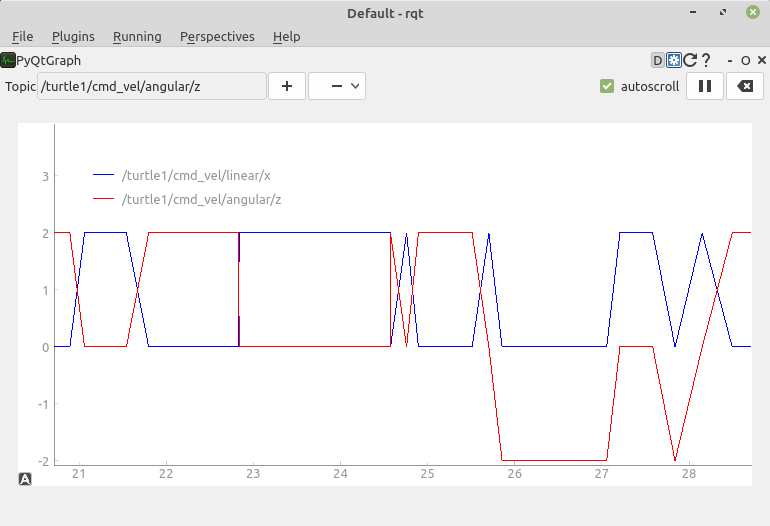 Default - rqt
File Plugins Running Perspectives Help
PyQtGraph D ? - O ×
Topic /turtle1/cmd_vel/angular/z + - autoscroll
/turtle1/cmd_vel/linear/x
/turtle1/cmd_vel/angular/z
3
2
1
0
-1
-2
21 22 23 24 25 26 27 28
A